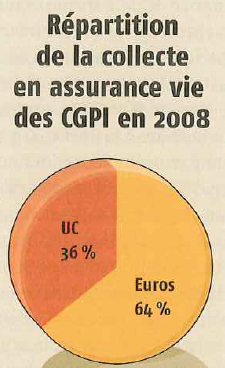 Répartition
de la collecte
en assurance vie
des CGPI en 2008
UC
36 %
Euros
64 %